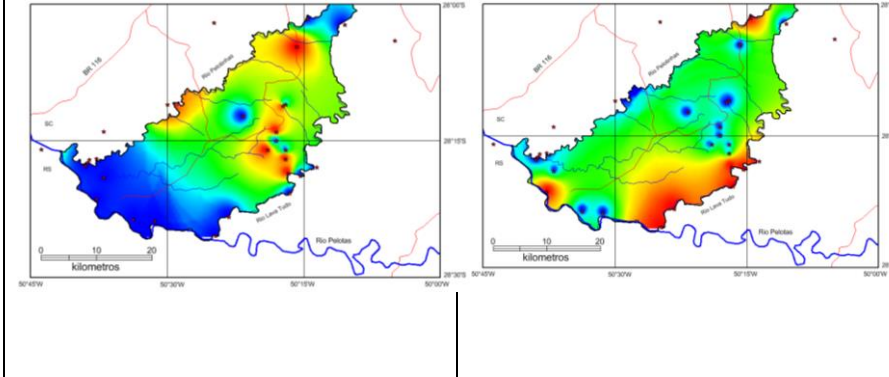 28°00'S
BR 116
Rio Pelotinhas
SC
28°15'S
RS
Rio Lava Tudo
Rio Pelotas
0 10 20
kilometros
28°30'S
50°45'W 50°30'W 50°15'W 50°00'W
BR 116
Rio Pelotinhas
SC
RS
Rio Lava Tudo
Rio Pelotas
0 10 20
kilometros
50°45'W 50°30'W 50°15'W 50°00'W